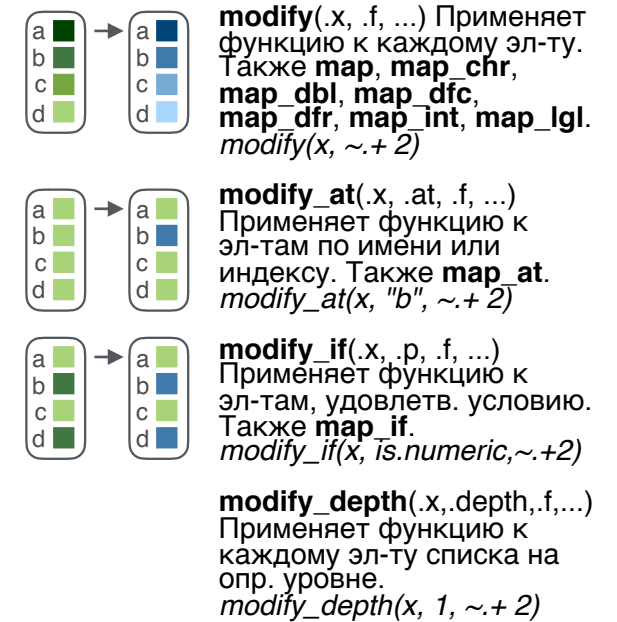 a a
b b
c c
d d
modify(.x, .f, ...) Применяет
функцию к каждому эл-ту.
Также map, map_chr,
map_dbl, map_dfc,
map_dfr, map_int, map_lgl.
modify(x, ~.+ 2)
a a
b b
c c
d d
modify_at(.x, .at, .f, ...)
Применяет функцию к
эл-там по имени или
индексу. Также map_at.
modify_at(x, "b", ~.+ 2)
a a
b b
c c
d d
modify_if(.x, .p, .f, ...)
Применяет функцию к
эл-там, удовлетв. условию.
Также map_if.
modify_if(x, is.numeric,~.+2)
modify_depth(.x,.depth,.f,...)
Применяет функцию к
каждому эл-ту списка на
опр. уровне.
modify_depth(x, 1, ~.+ 2)